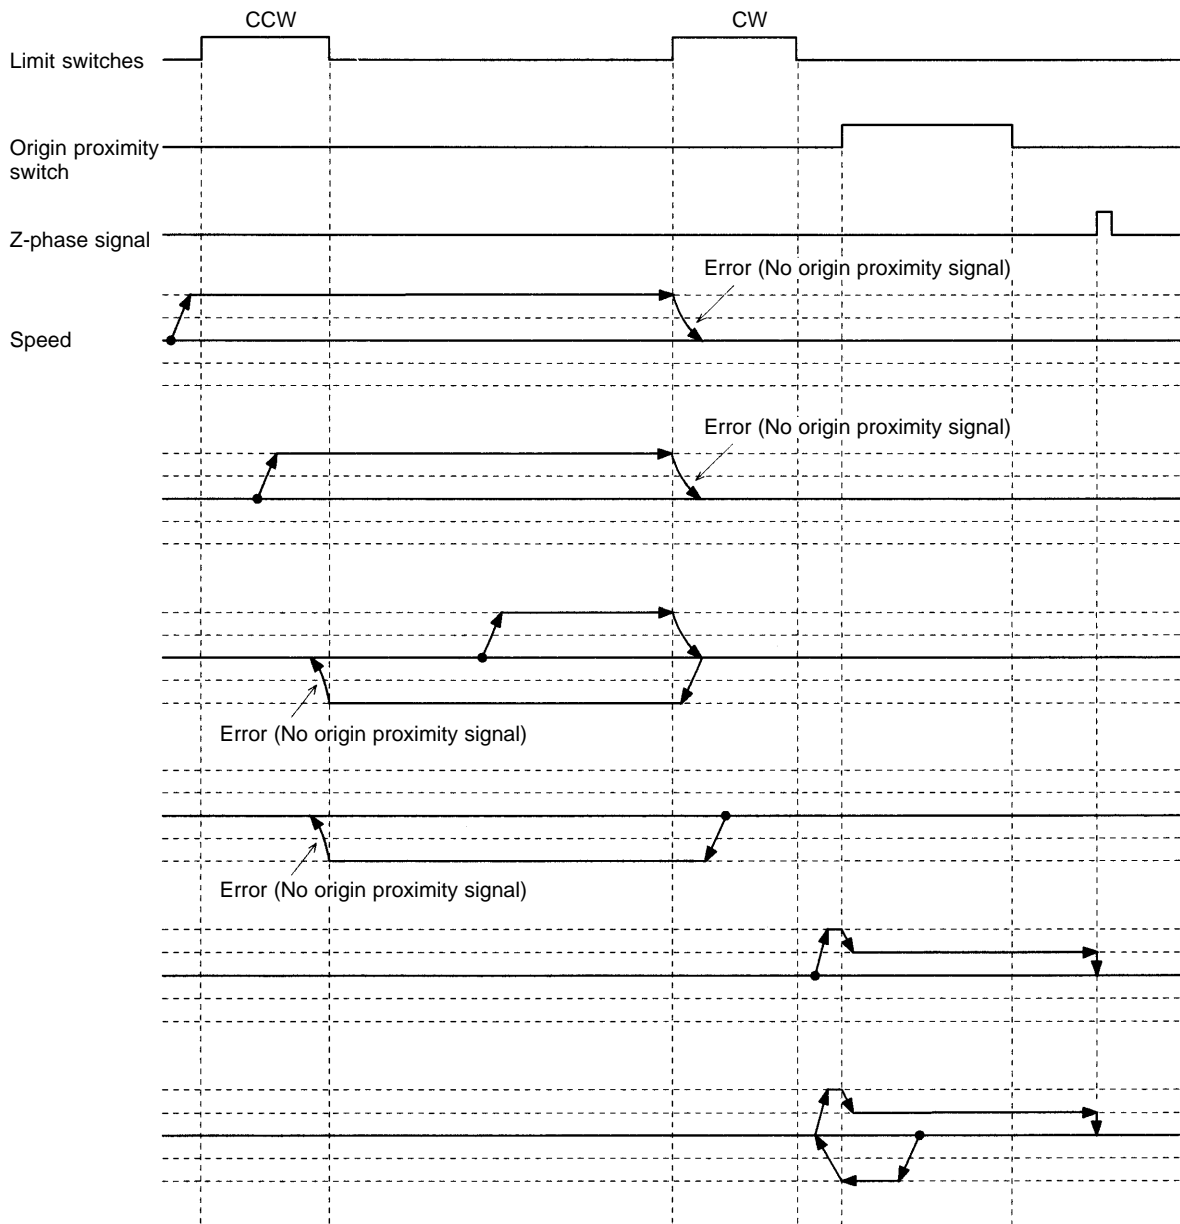 CCW CW
Limit switches
Origin proximity
switch
Z-phase signal
Error (No origin proximity signal)
Speed
Error (No origin proximity signal)
Error (No origin proximity signal)
Error (No origin proximity signal)